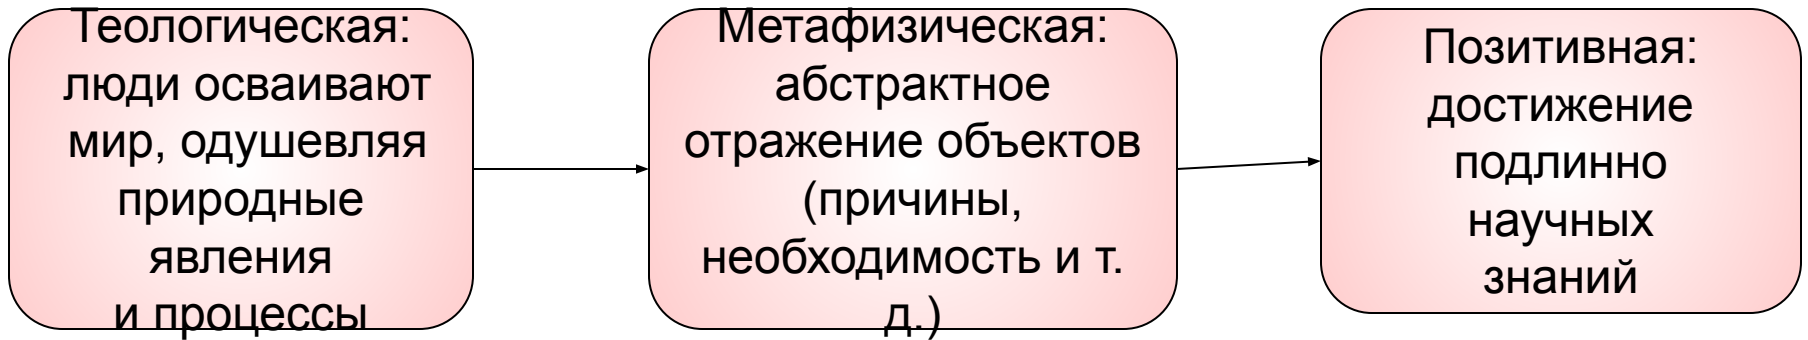 Теологическая:
люди осваивают
мир, одушевляя
природные
явления
и процессы
Метафизическая:
абстрактное
отражение объектов
(причины,
необходимость и т.
д.)
Позитивная:
достижение
подлинно
научных
знаний